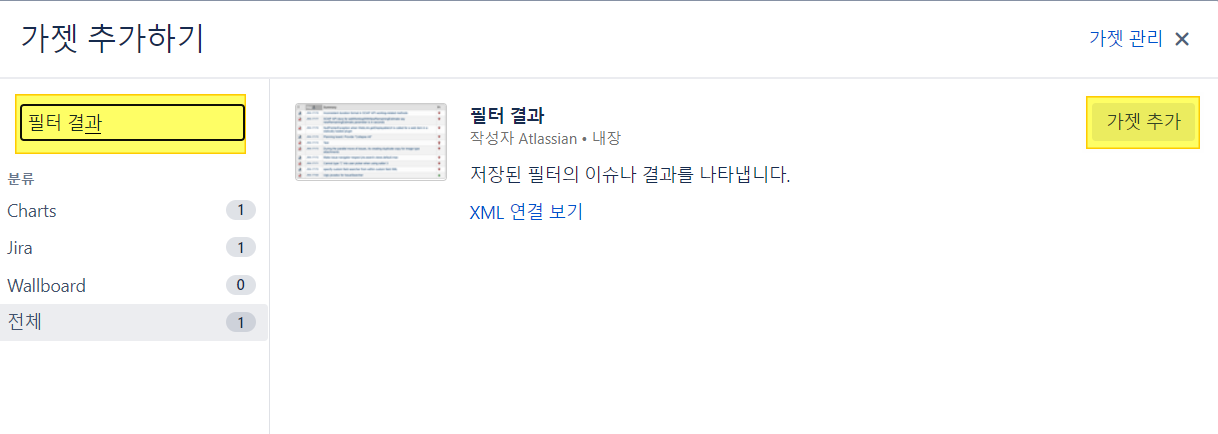 가젯 추가하기
가젯 관리 ✕
필터 결과
분류
Charts 1
Jira 1
Wallboard 0
전체 1
필터 결과
작성자 Atlassian • 내장
저장된 필터의 이슈나 결과를 나타냅니다.
XML 연결 보기
가젯 추가